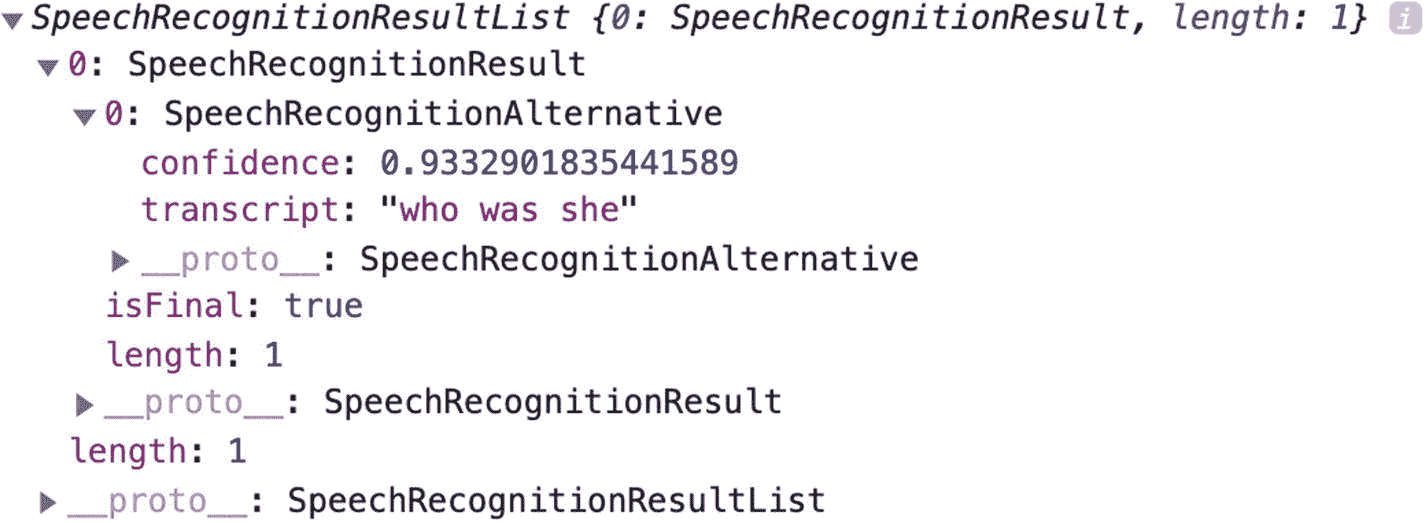 ▼ SpeechRecognitionResultList {0: SpeechRecognitionResult, length: 1} i
▼ 0: SpeechRecognitionResult
▼ 0: SpeechRecognitionAlternative
confidence: 0.9332901835441589
transcript: "who was she"
▶ __proto__: SpeechRecognitionAlternative
isFinal: true
length: 1
▶ __proto__: SpeechRecognitionResult
length: 1
▶ __proto__: SpeechRecognitionResultList